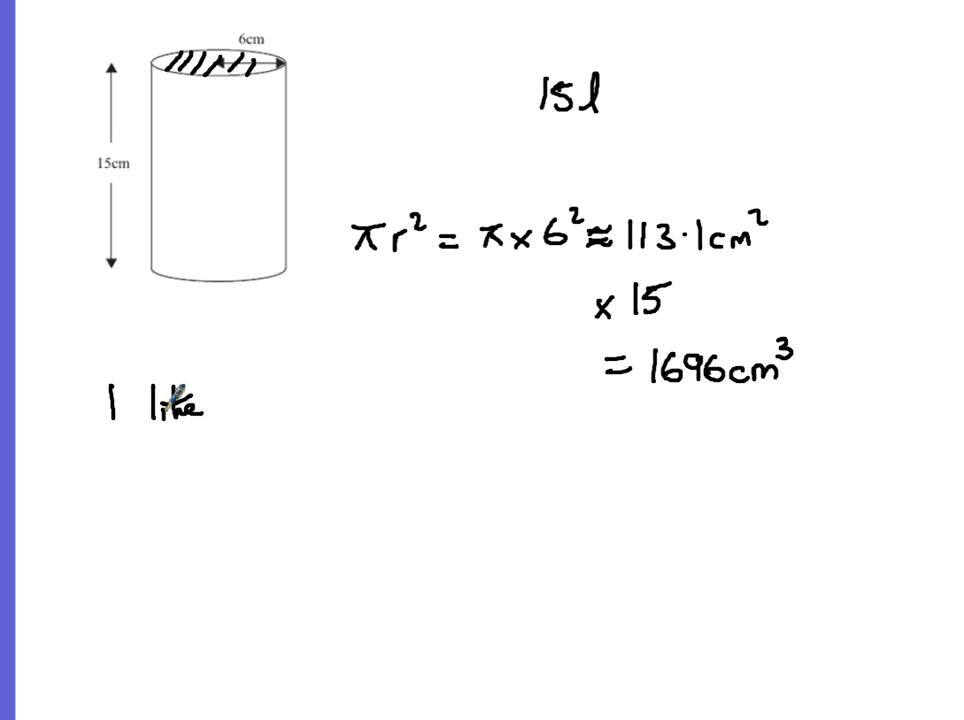 6cm
15l
15cm
πr² = π x 6² ≈ 113·1cm²
x 15
= 1696cm³
1 litre